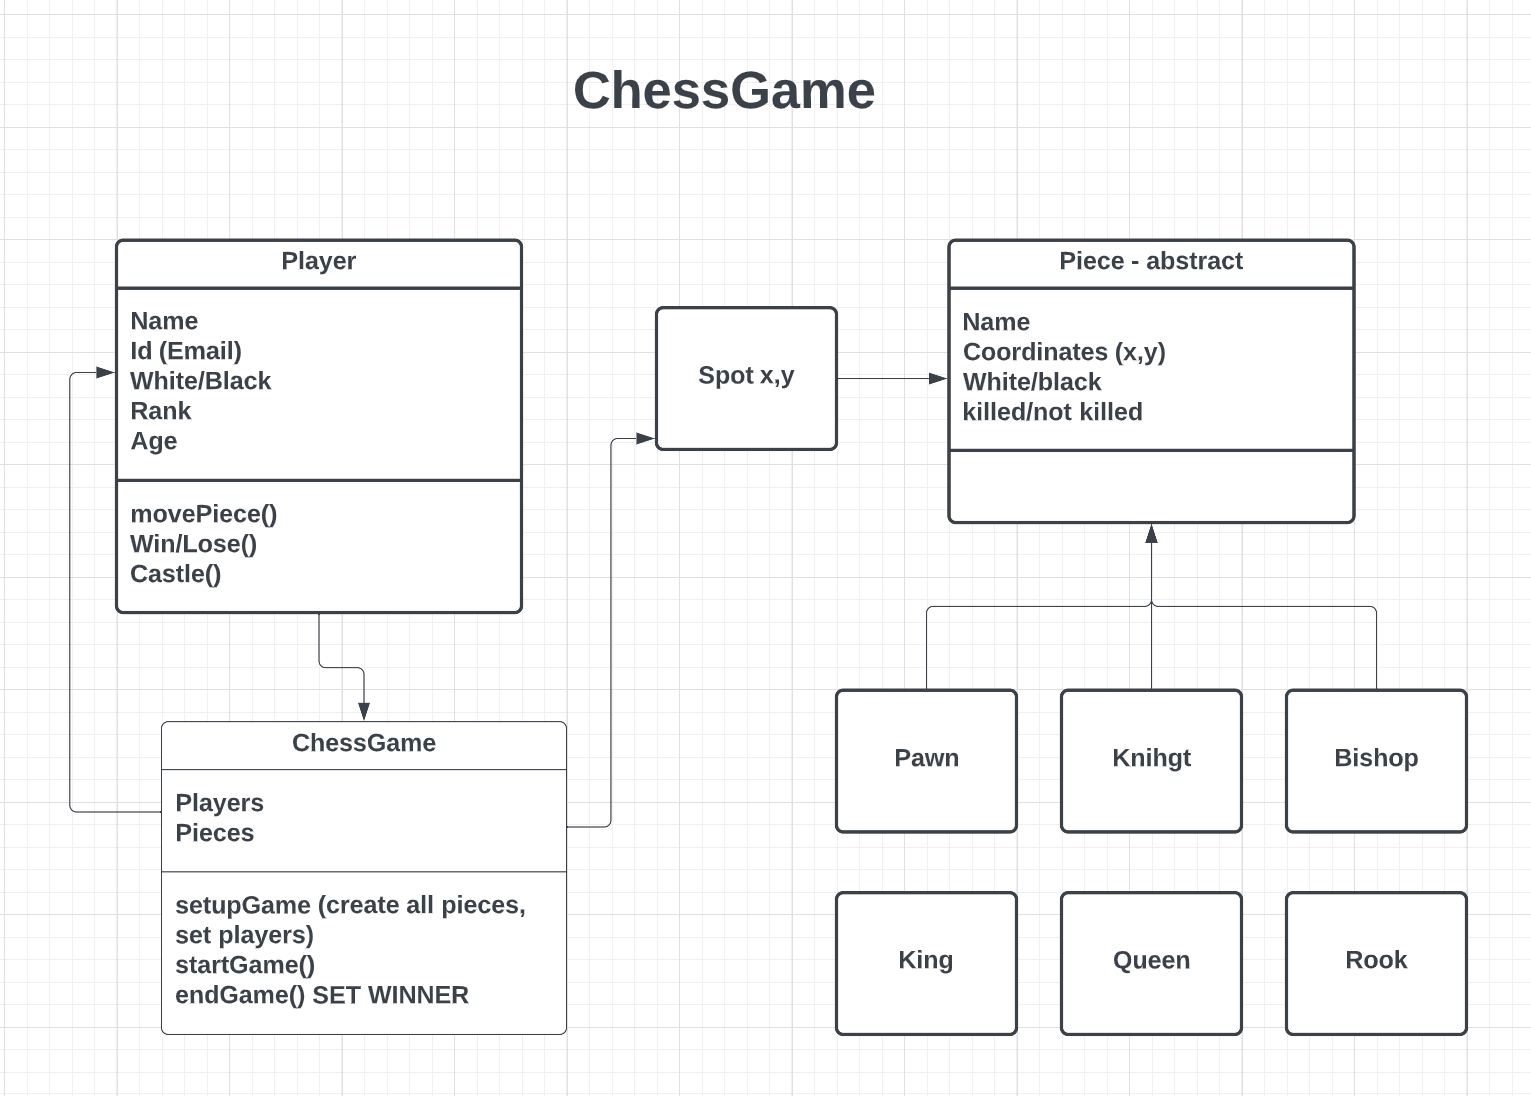 ChessGame
Player
Name
Id (Email)
White/Black
Rank
Age
movePiece()
Win/Lose()
Castle()
Spot x,y
Piece - abstract
Name
Coordinates (x,y)
White/black
killed/not killed
ChessGame
Players
Pieces
setupGame (create all pieces,
set players)
startGame()
endGame() SET WINNER
Pawn
Knihgt
Bishop
King
Queen
Rook